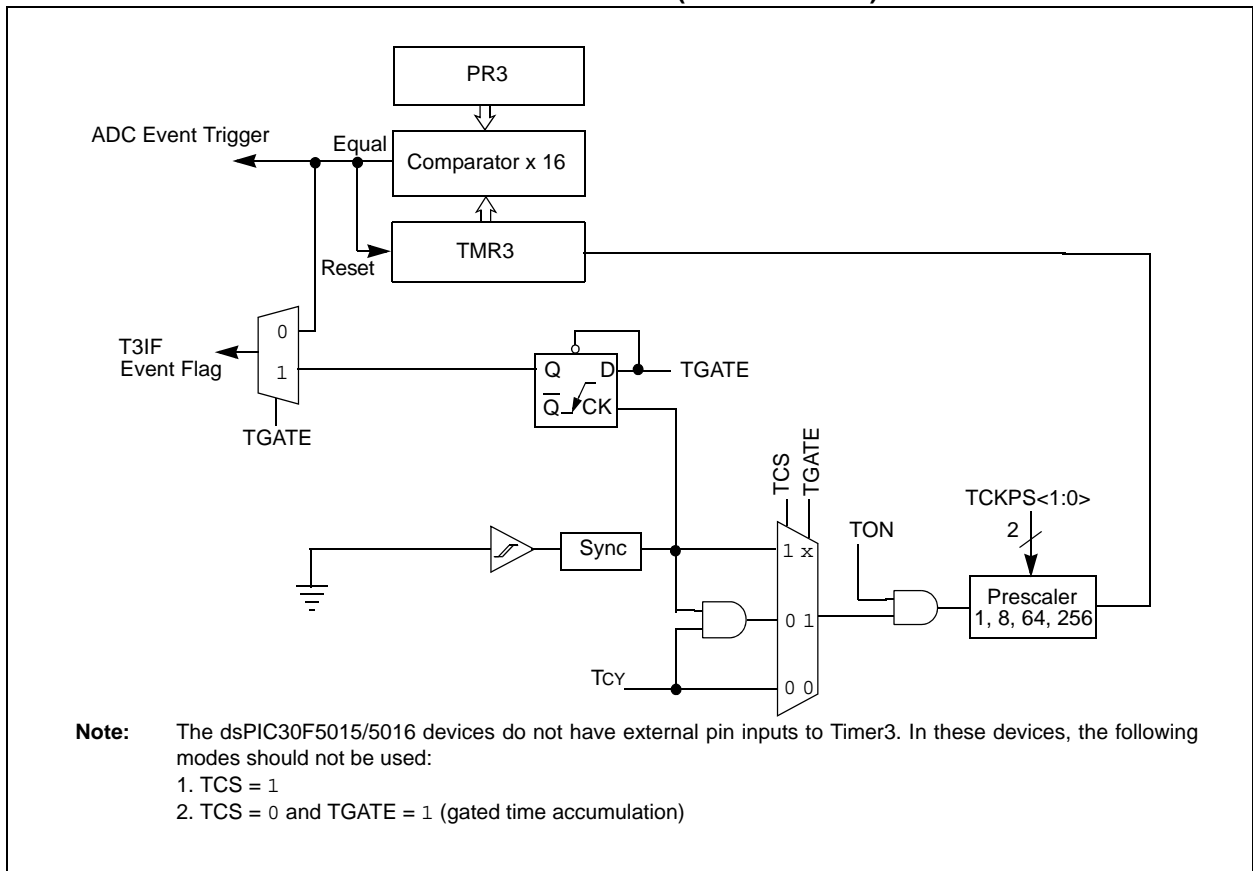 PR3
ADC Event Trigger
Equal
Comparator x 16
TMR3
Reset
0
T3IF
Event Flag
1
TGATE
Q D
TGATE
Q CK
TCS
TGATE
TCKPS<1:0>
2
TON
Sync
1 x
Prescaler
1, 8, 64, 256
0 1
TCY
0 0
Note: The dsPIC30F5015/5016 devices do not have external pin inputs to Timer3. In these devices, the following
modes should not be used:
1. TCS = 1
2. TCS = 0 and TGATE = 1 (gated time accumulation)